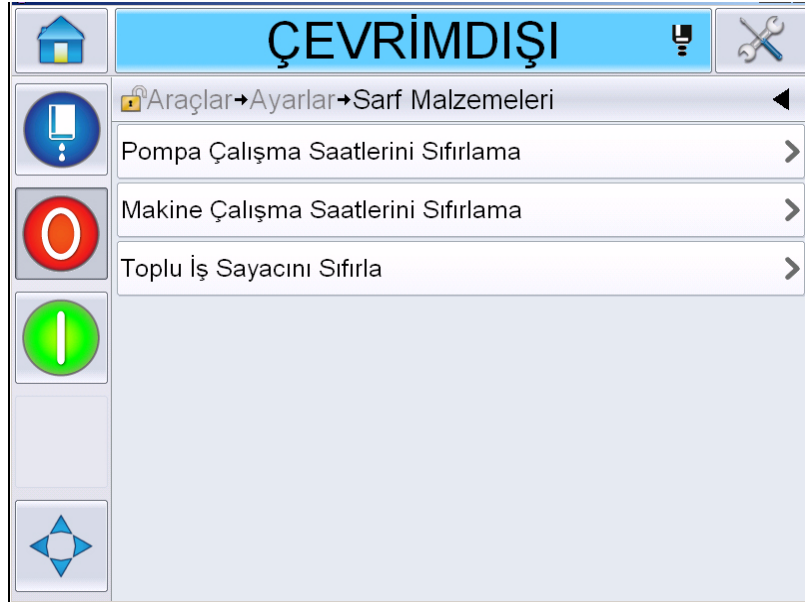 ÇEVRİMDIŞI
Araçlar→Ayarlar→Sarf Malzemeleri
Pompa Çalışma Saatlerini Sıfırlama
Makine Çalışma Saatlerini Sıfırlama
Toplu İş Sayacını Sıfırla